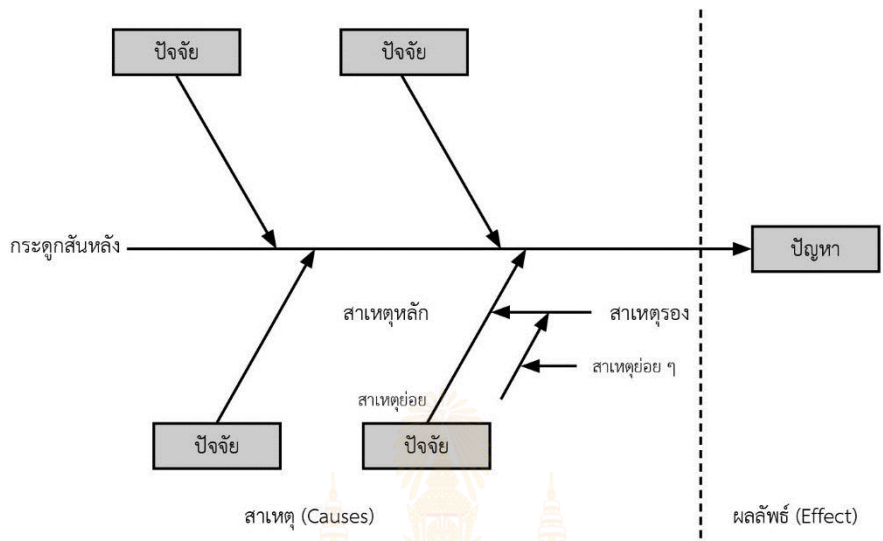 ปัจจัย
ปัจจัย
กระดูกสันหลัง
ปัญหา
สาเหตุหลัก
สาเหตุรอง
สาเหตุย่อย ๆ
สาเหตุย่อย
ปัจจัย
ปัจจัย
สาเหตุ (Causes)
ผลลัพธ์ (Effect)